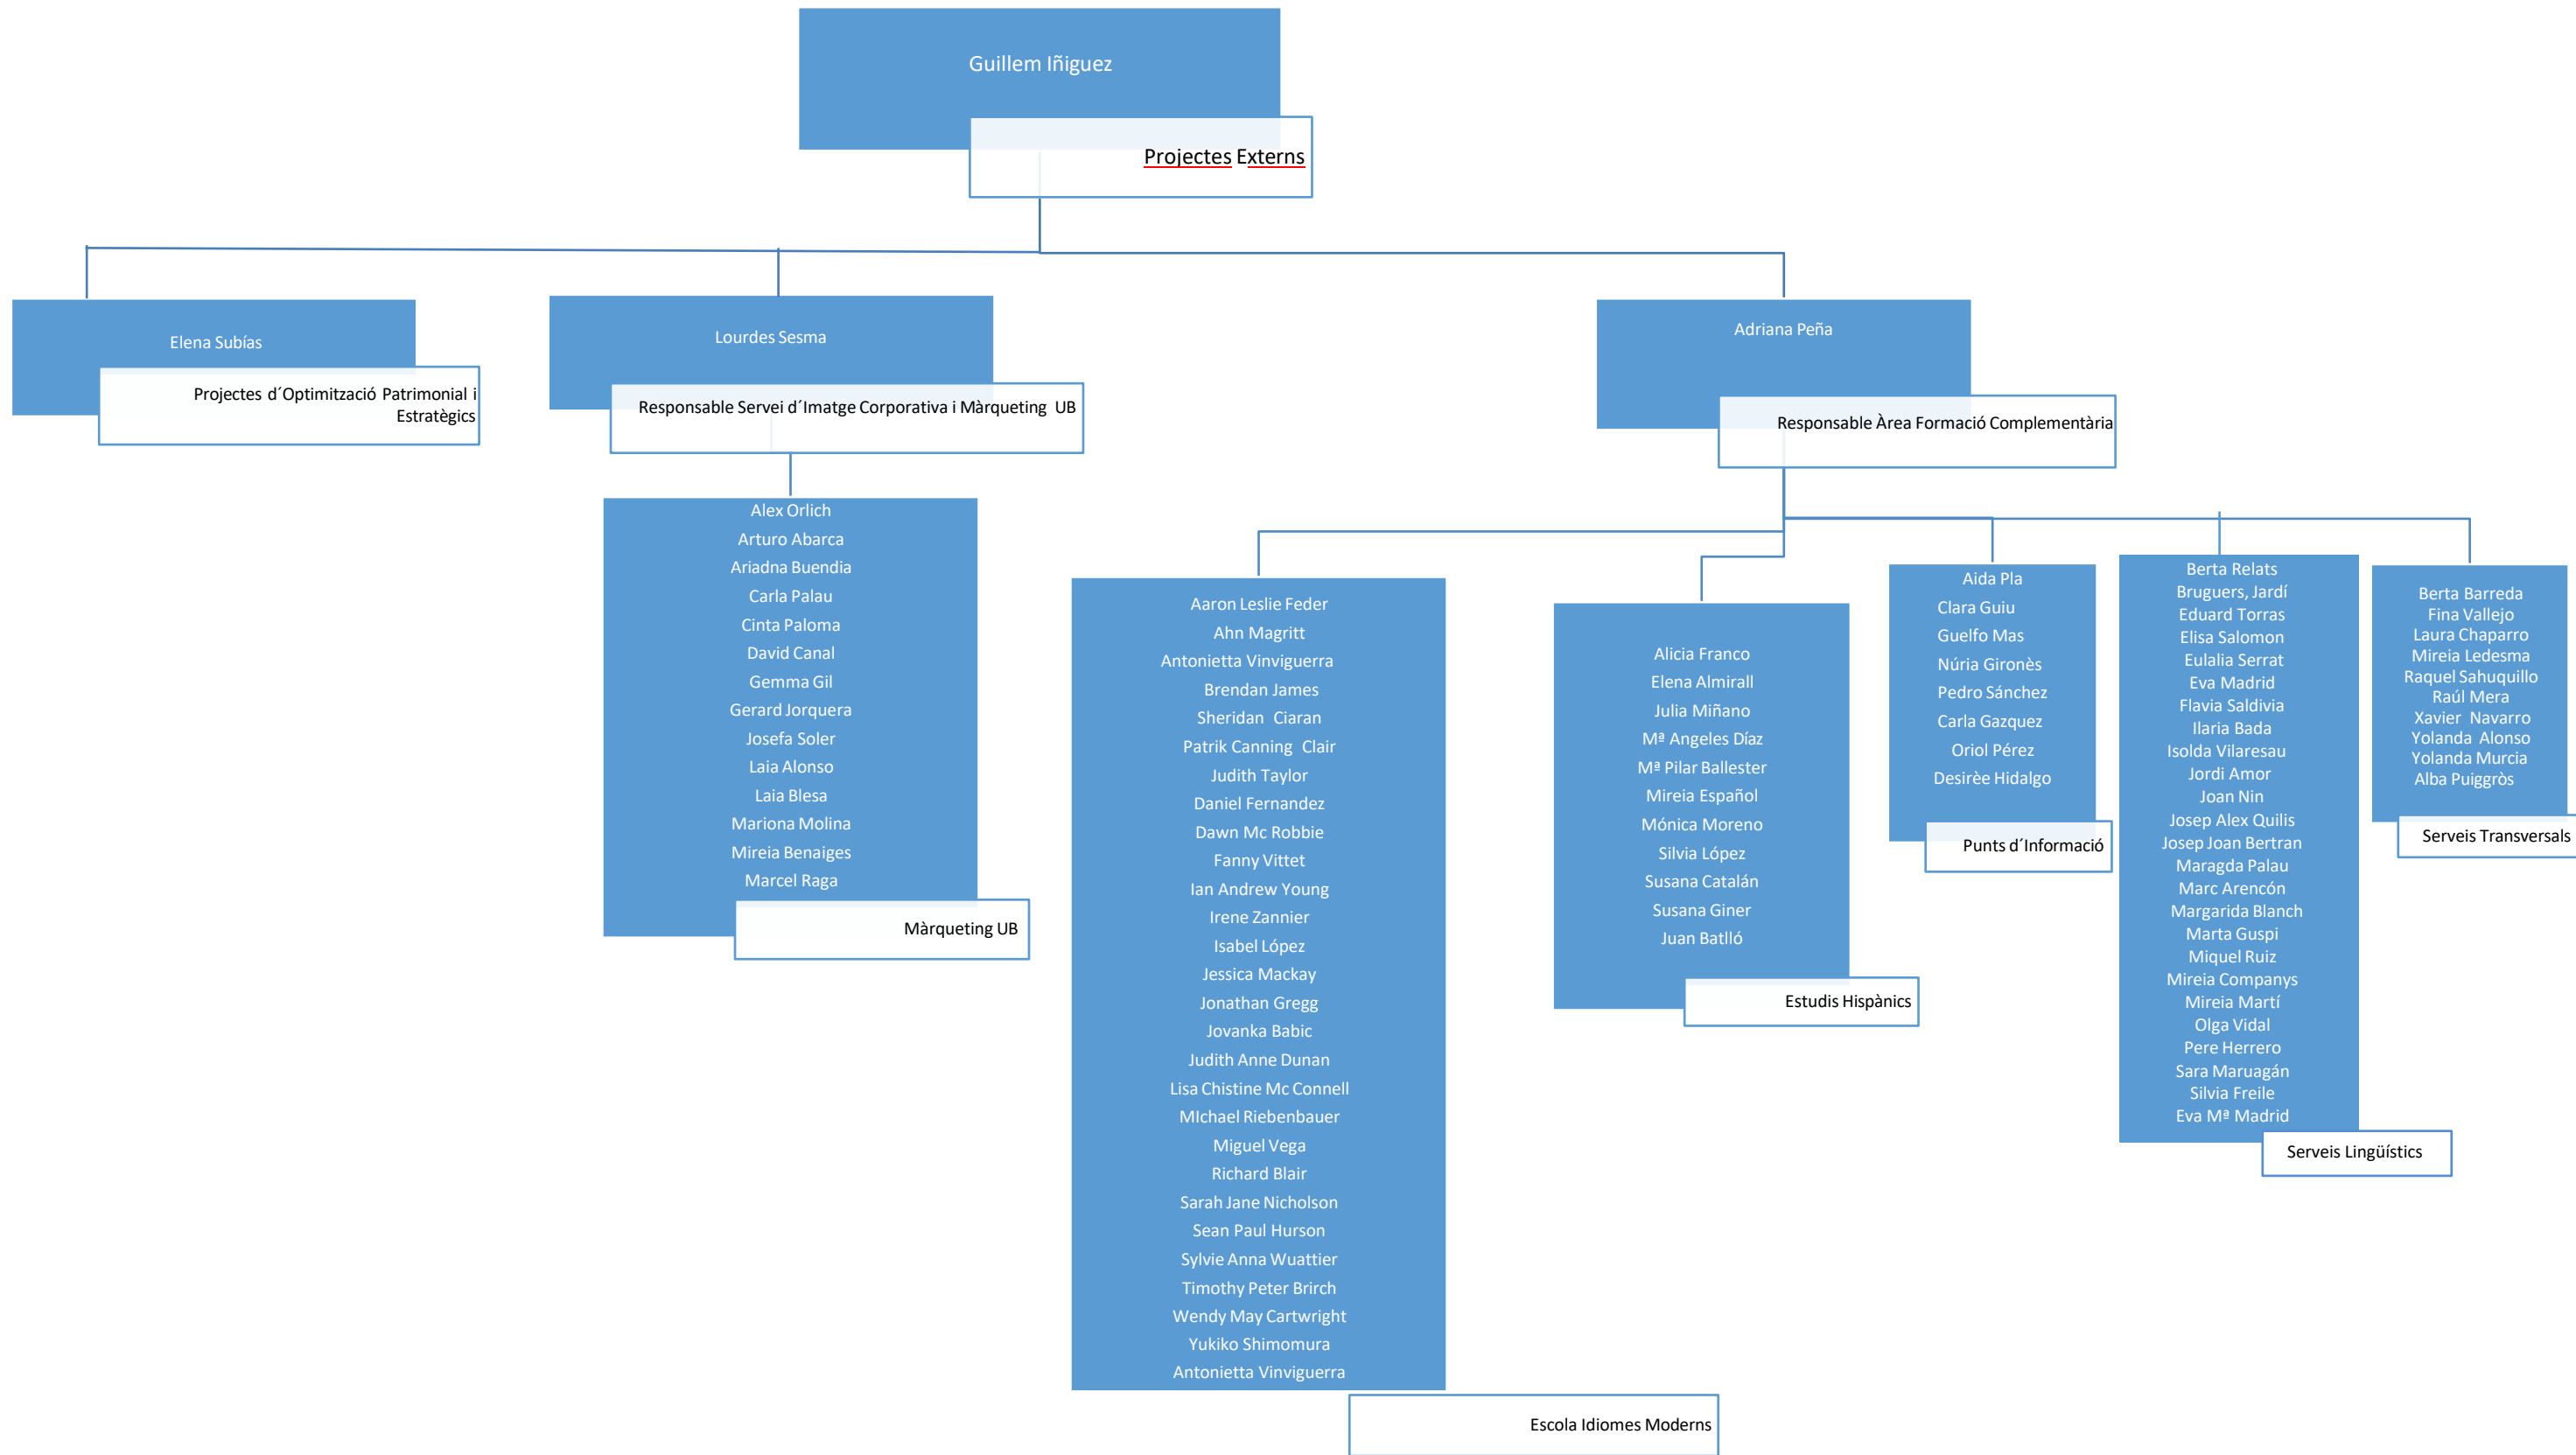 Guillem Iñiguez
Projectes Externs
Elena Subías
Projectes d´Optimització Patrimonial i
Estratègics
Lourdes Sesma
Responsable Servei d´Imatge Corporativa i Màrqueting UB
Adriana Peña
Responsable Àrea Formació Complementària
Alex Orlich
Arturo Abarca
Ariadna Buendia
Carla Palau
Cinta Paloma
David Canal
Gemma Gil
Gerard Jorquera
Josefa Soler
Laia Alonso
Laia Blesa
Mariona Molina
Mireia Benaiges
Marcel Raga
Màrqueting UB
Aaron Leslie Feder
Ahn Magritt
Antonietta Vinviguerra
Brendan James
Sheridan Ciaran
Patrik Canning Clair
Judith Taylor
Daniel Fernandez
Dawn Mc Robbie
Fanny Vittet
Ian Andrew Young
Irene Zannier
Isabel López
Jessica Mackay
Jonathan Gregg
Jovanka Babic
Judith Anne Dunan
Lisa Chistine Mc Connell
MIchael Riebenbauer
Miguel Vega
Richard Blair
Sarah Jane Nicholson
Sean Paul Hurson
Sylvie Anna Wuattier
Timothy Peter Brirch
Wendy May Cartwright
Yukiko Shimomura
Antonietta Vinviguerra
Escola Idiomes Moderns
Alicia Franco
Elena Almirall
Julia Miñano
Mª Angeles Díaz
Mª Pilar Ballester
Mireia Español
Mónica Moreno
Silvia López
Susana Catalán
Susana Giner
Juan Batlló
Estudis Hispànics
Aida Pla
Clara Guiu
Guelfo Mas
Núria Gironès
Pedro Sánchez
Carla Gazquez
Oriol Pérez
Desirèe Hidalgo
Punts d´Informació
Berta Relats
Bruguers, Jardí
Eduard Torras
Elisa Salomon
Eulalia Serrat
Eva Madrid
Flavia Saldivia
Ilaria Bada
Isolda Vilaresau
Jordi Amor
Joan Nin
Josep Alex Quilis
Josep Joan Bertran
Maragda Palau
Marc Arencón
Margarida Blanch
Marta Guspi
Miquel Ruiz
Mireia Companys
Mireia Martí
Olga Vidal
Pere Herrero
Sara Maruagán
Silvia Freile
Eva Mª Madrid
Serveis Lingüístics
Berta Barreda
Fina Vallejo
Laura Chaparro
Mireia Ledesma
Raquel Sahuquillo
Raúl Mera
Xavier Navarro
Yolanda Alonso
Yolanda Murcia
Alba Puiggròs
Serveis Transversals